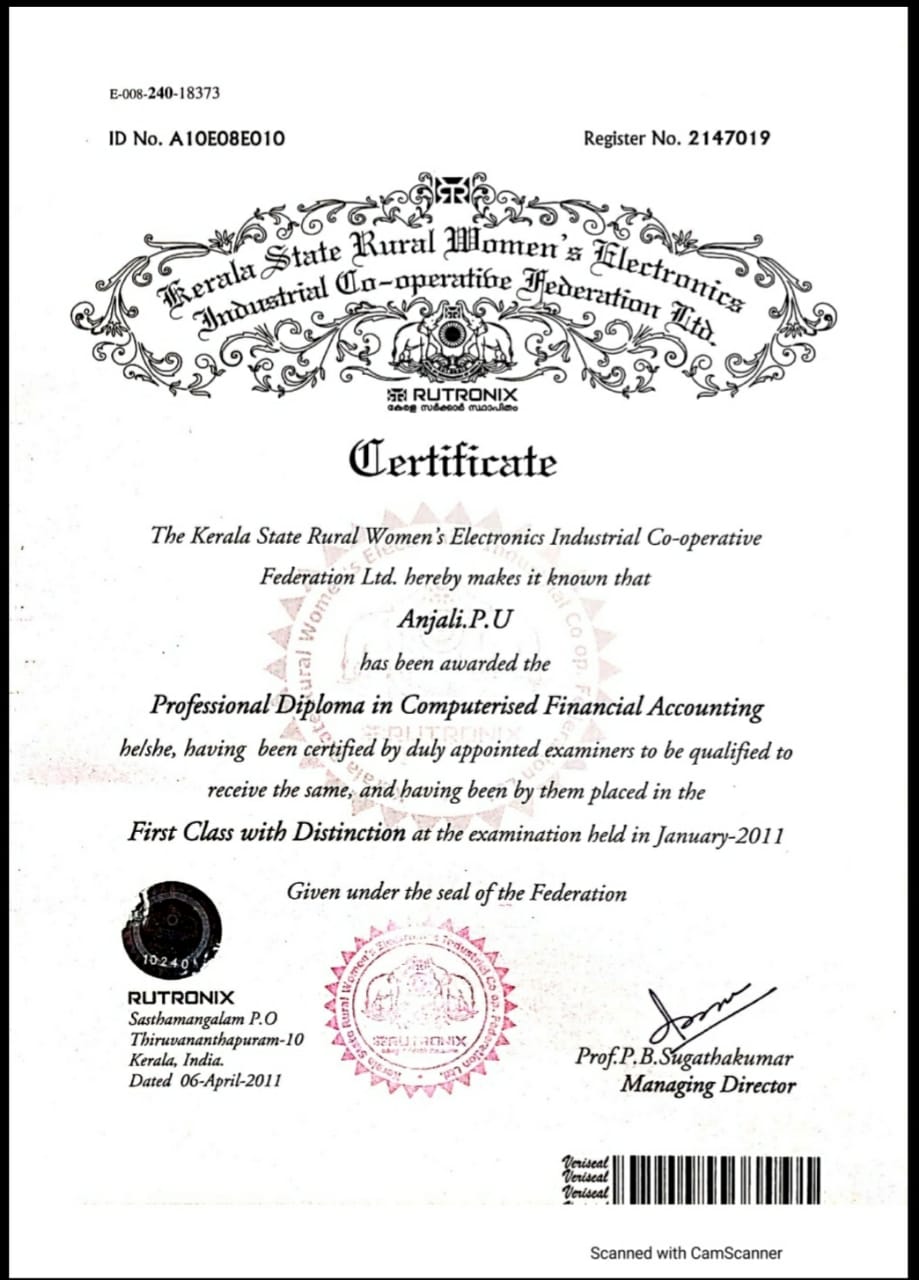 E-008-240-18373
ID No. A10E08E010
Register No. 2147019
Kerala State Rural Women's Electronics
Industrial Co-operative Federation Ltd.
RUTRONIX
കേരള സർക്കാർ സ്ഥാപനം
Certificate
The Kerala State Rural Women's Electronics Industrial Co-operative
Federation Ltd. hereby makes it known that
Anjali.P.U
has been awarded the
Professional Diploma in Computerised Financial Accounting
he/she, having been certified by duly appointed examiners to be qualified to
receive the same, and having been by them placed in the
First Class with Distinction at the examination held in January-2011
Given under the seal of the Federation
10240
RUTRONIX
Sasthamangalam P.O
Thiruvananthapuram-10
Kerala, India.
Dated 06-April-2011
Kerala State Rural Women's Electronics Industrial Co op. Federation Ltd.
RUTRONIX
Prof.P.B.Sugathakumar
Managing Director
Veriseal
Veriseal
Veriseal
Scanned with CamScanner